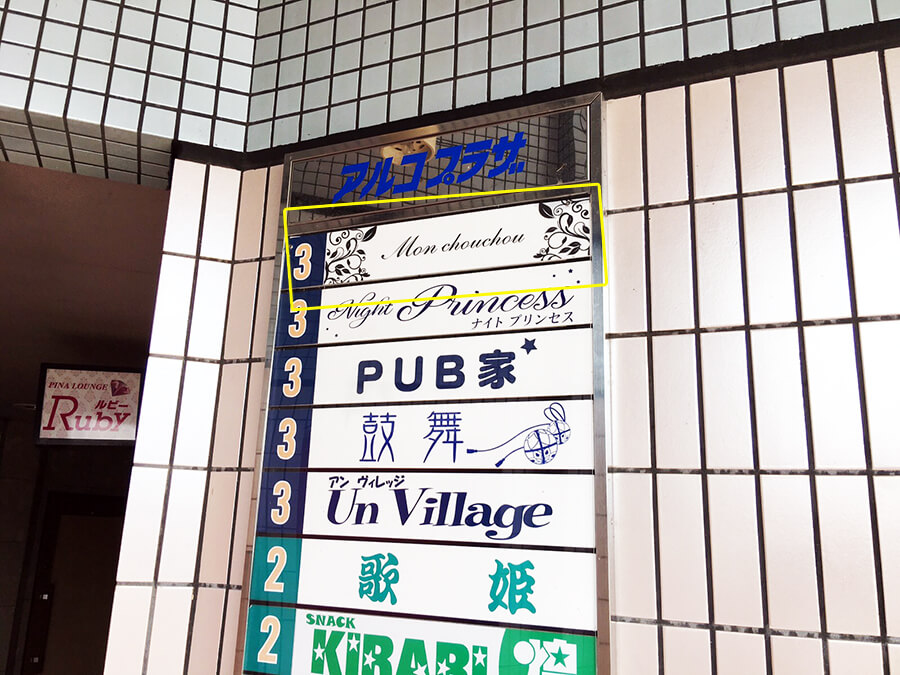 アルコプラザ
3 Mon chouchou
3 Night Princess
ナイト プリンセス
3 PUB家
3 鼓舞
アン ヴィレッジ
3 Un Village
2 歌姫
SNACK
2 KIRARI
PINA LOUNGE
ルビー
Ruby